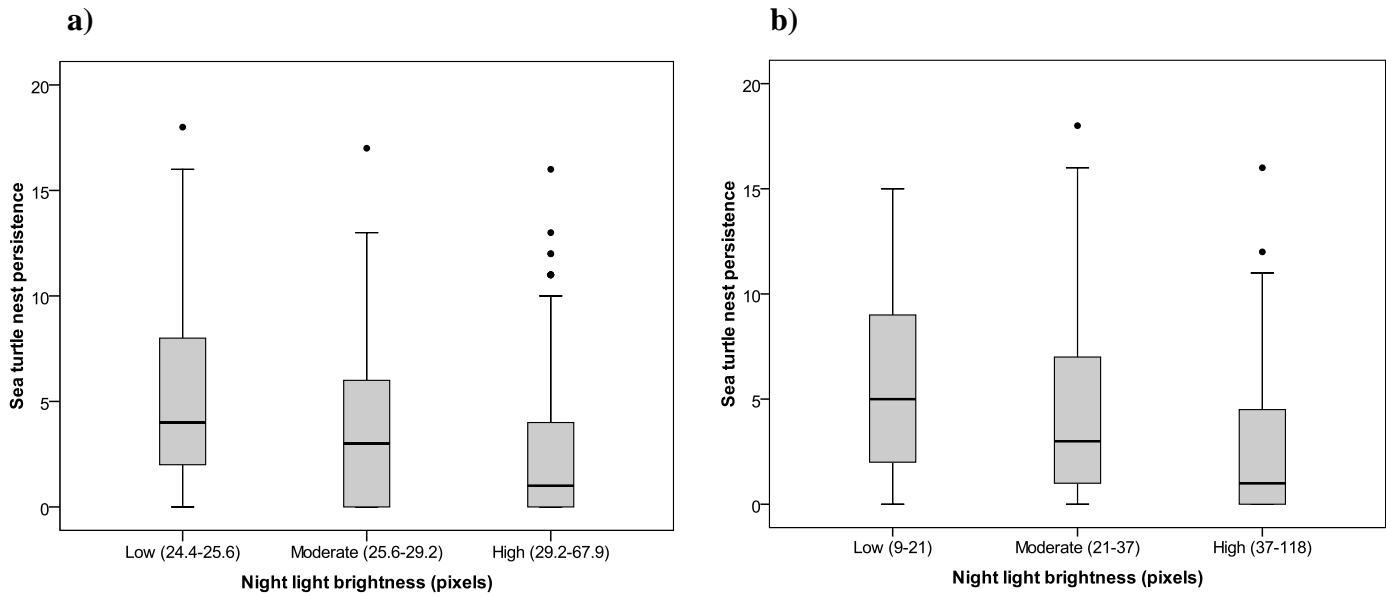 a)
20
15
10
5
0
Sea turtle nest persistence
Low (24.4-25.6) Moderate (25.6-29.2) High (29.2-67.9)
Night light brightness (pixels)
b)
20
15
10
5
0
Sea turtle nest persistence
Low (9-21) Moderate (21-37) High (37-118)
Night light brightness (pixels)